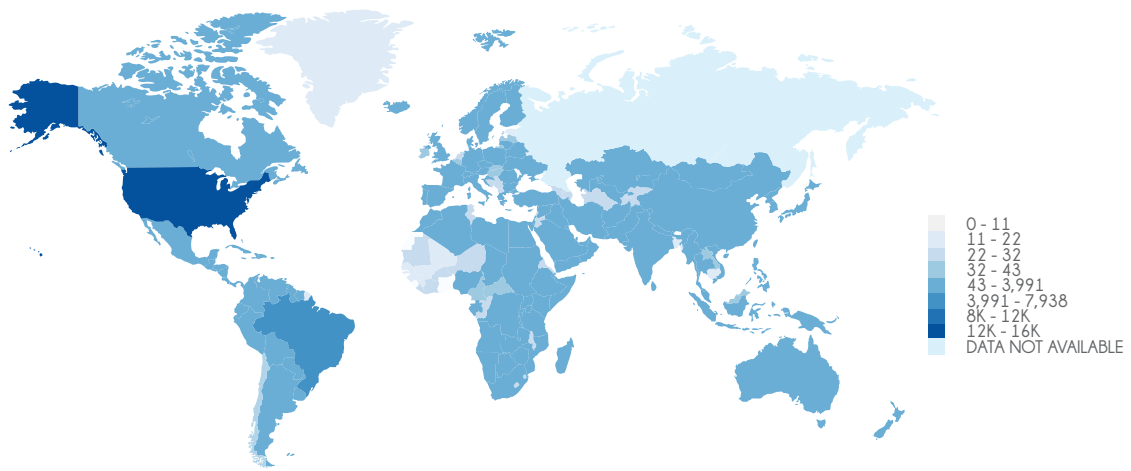 0 - 11
11 - 22
22 - 32
32 - 43
43 - 3,991
3,991 - 7,938
8K - 12K
12K - 16K
DATA NOT AVAILABLE